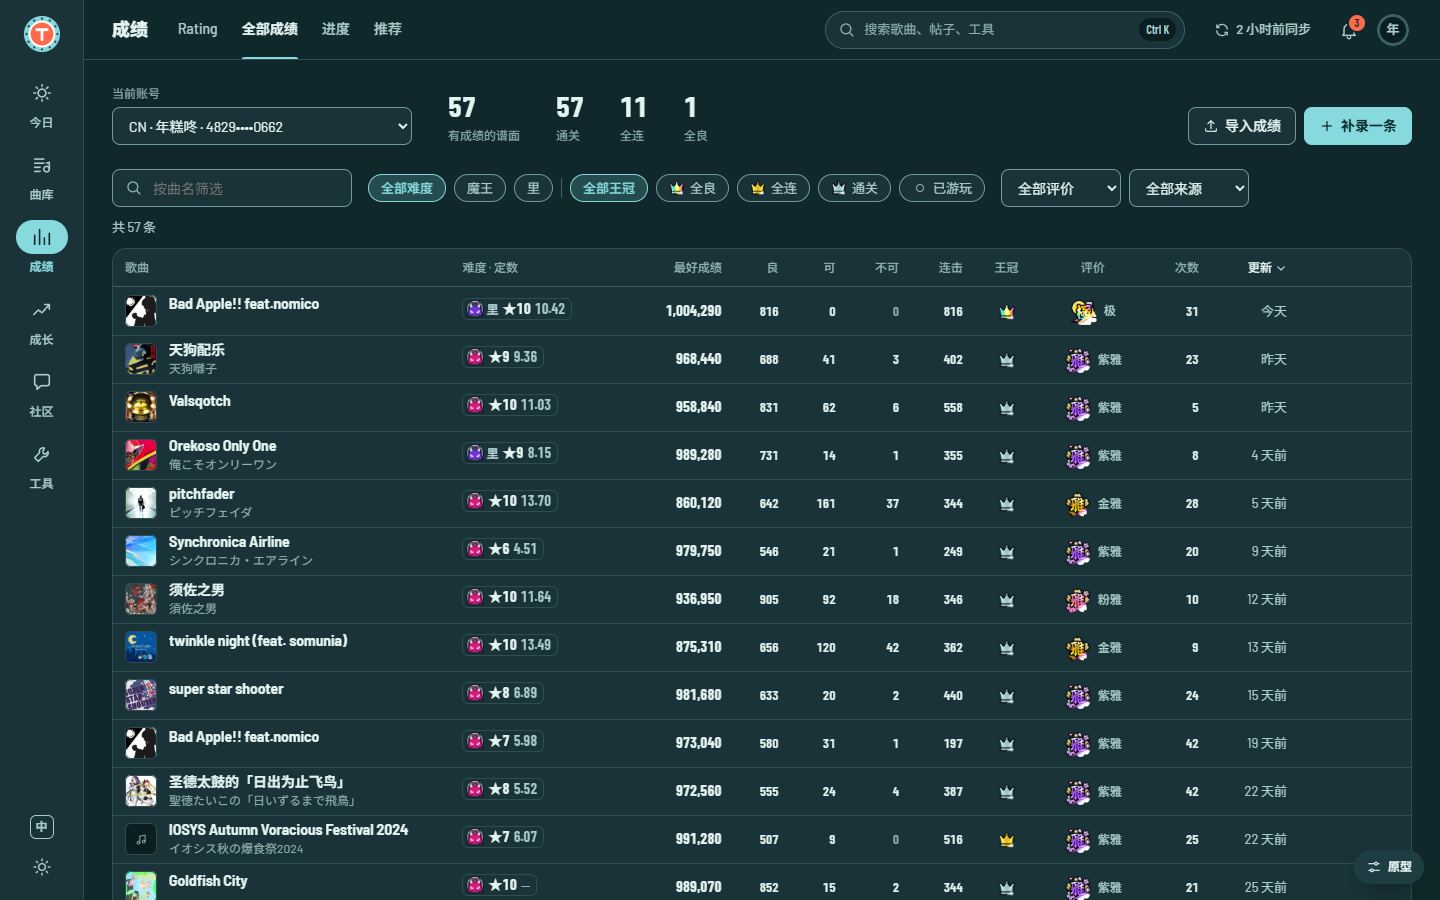 成绩
Rating
全部成绩
进度
推荐
搜索歌曲、帖子、工具
Ctrl K
2 小时前同步
3
年
今日
曲库
成绩
成长
社区
工具
中
当前账号
CN · 年糕咚 · 4829••••0662
57 有成绩的谱面
57 通关
11 全连
1 全良
导入成绩
补录一条
按曲名筛选
全部难度
魔王
里
全部王冠
全良
全连
通关
已游玩
全部评价
全部来源
共 57 条
歌曲 难度 · 定数 最好成绩 良 可 不可 连击 王冠 评价 次数 更新
Bad Apple!! feat.nomico 里 ★10 10.42 1,004,290 816 0 0 816 极 31 今天
天狗配乐 ★9 9.36 968,440 688 41 3 402 紫雅 23 昨天
天狗囃子
Valsqotch ★10 11.03 958,840 831 62 6 558 紫雅 5 昨天
Orekoso Only One 里 ★9 8.15 989,280 731 14 1 355 紫雅 8 4 天前
俺こそオンリーワン
pitchfader ★10 13.70 860,120 642 161 37 344 金雅 28 5 天前
ピッチフェイダ
Synchronica Airline ★6 4.51 979,750 546 21 1 249 紫雅 20 9 天前
シンクロニカ・エアライン
须佐之男 ★10 11.64 936,950 905 92 18 346 粉雅 10 12 天前
須佐之男
twinkle night (feat. somunia) ★10 13.49 875,310 656 120 42 362 金雅 9 13 天前
super star shooter ★8 6.89 981,680 633 20 2 440 紫雅 24 15 天前
Bad Apple!! feat.nomico ★7 5.98 973,040 580 31 1 197 紫雅 42 19 天前
圣德太鼓的「日出为止飞鸟」 ★8 5.52 972,560 555 24 4 387 紫雅 42 22 天前
聖徳たいこの「日いずるまで飛鳥」
IOSYS Autumn Voracious Festival 2024 ★7 6.07 991,280 507 9 0 516 紫雅 25 22 天前
イオシス秋の爆食祭2024
Goldfish City ★10 — 989,070 852 15 2 344 紫雅 21 25 天前
原型